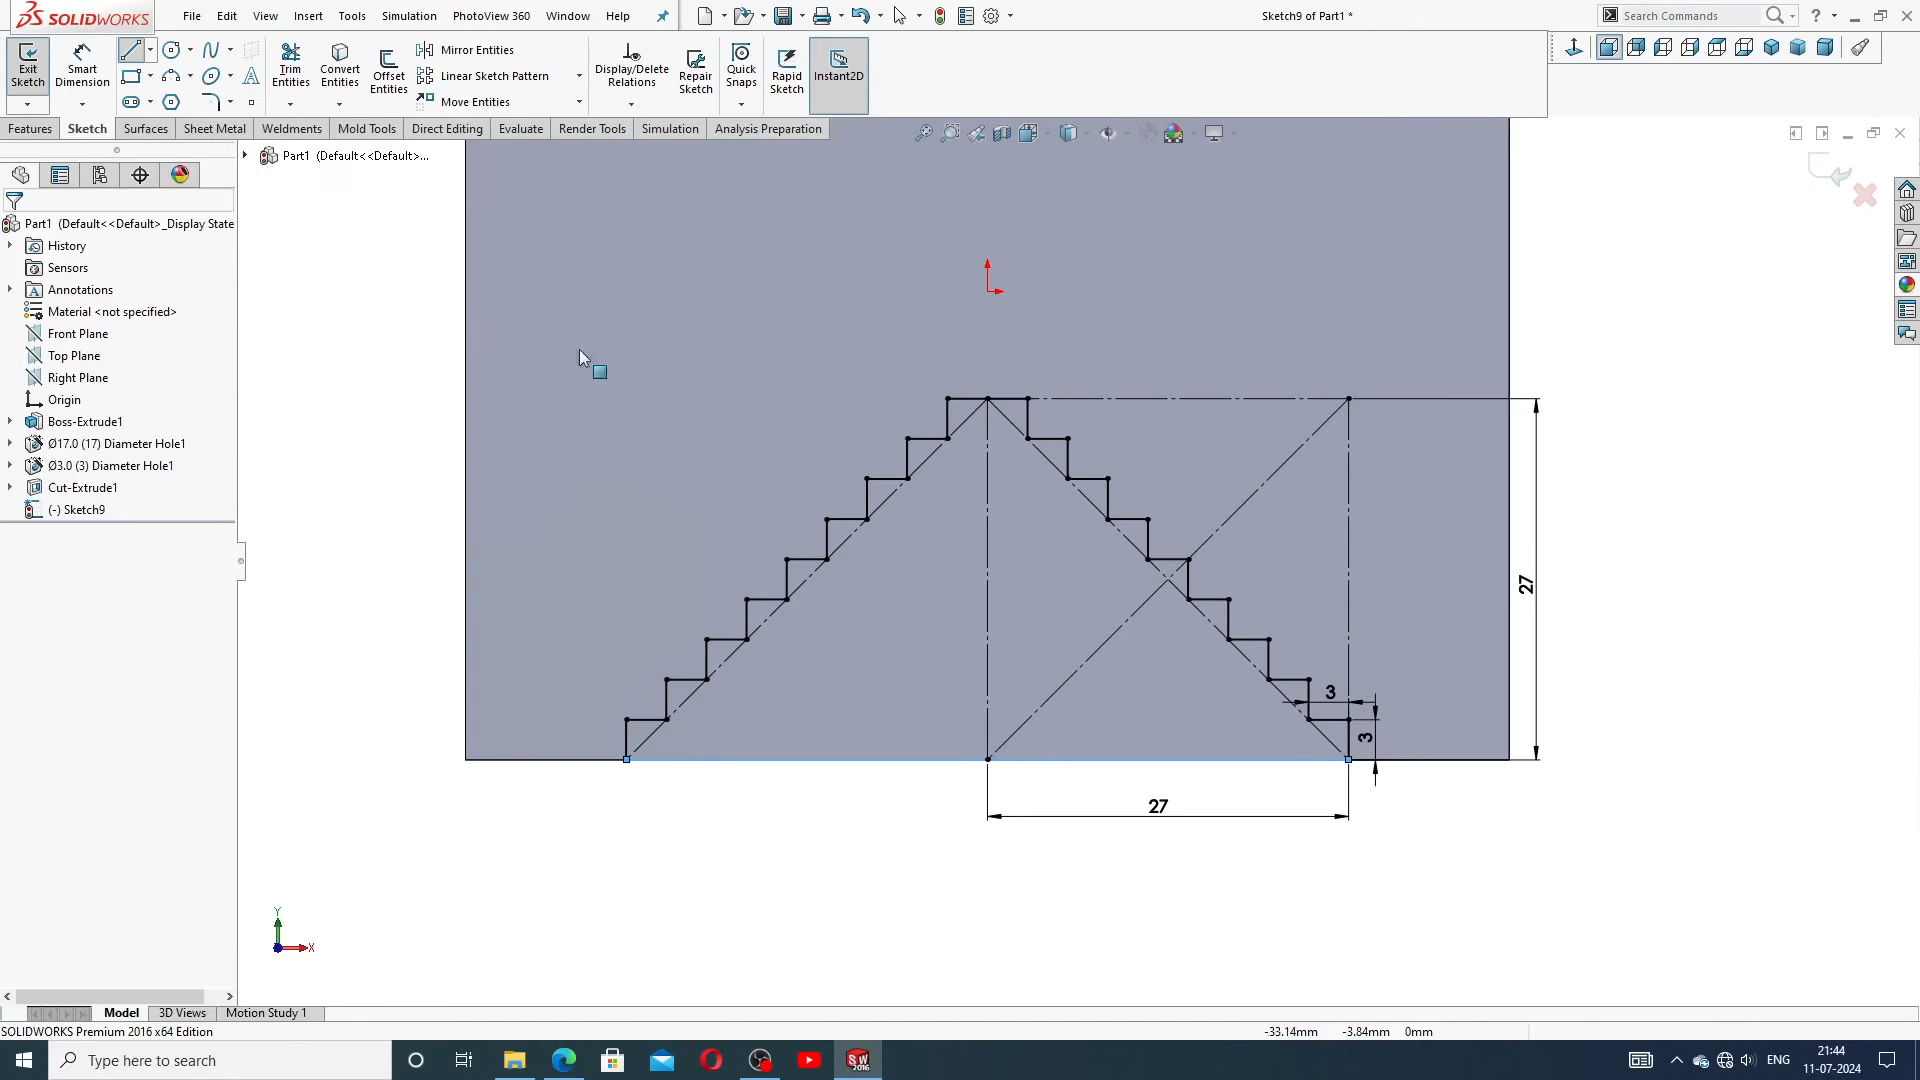 SOLIDWORKS
File Edit View Insert Tools Simulation PhotoView 360 Window Help
Sketch9 of Part1 *
Search Commands
Exit Sketch
Smart Dimension
Trim Entities
Convert Entities
Offset Entities
Mirror Entities
Linear Sketch Pattern
Move Entities
Display/Delete Relations
Repair Sketch
Quick Snaps
Rapid Sketch
Instant2D
Features Sketch Surfaces Sheet Metal Weldments Mold Tools Direct Editing Evaluate Render Tools Simulation Analysis Preparation
Part1 (Default<<Default>...
Part1 (Default<<Default>_Display State
History
Sensors
Annotations
Material <not specified>
Front Plane
Top Plane
Right Plane
Origin
Boss-Extrude1
Ø17.0 (17) Diameter Hole1
Ø3.0 (3) Diameter Hole1
Cut-Extrude1
(-) Sketch9
27
3
3
27
Y
X
Model 3D Views Motion Study 1
SOLIDWORKS Premium 2016 x64 Edition
-33.14mm -3.84mm 0mm
Type here to search
SW
2016
ENG
21:44
11-07-2024